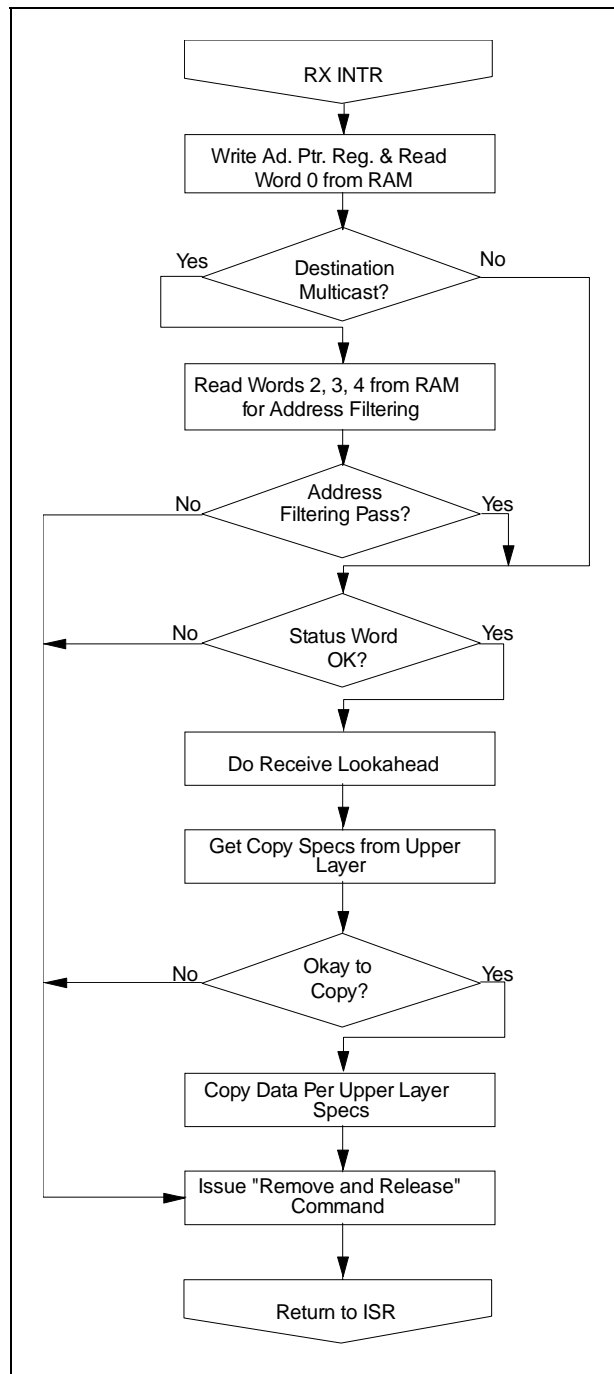 RX INTR
Write Ad. Ptr. Reg. & Read
Word 0 from RAM
Yes
No
Destination
Multicast?
Read Words 2, 3, 4 from RAM
for Address Filtering
No
Address
Yes
Filtering Pass?
No
Status Word
Yes
OK?
Do Receive Lookahead
Get Copy Specs from Upper
Layer
No
Okay to
Yes
Copy?
Copy Data Per Upper Layer
Specs
Issue "Remove and Release"
Command
Return to ISR